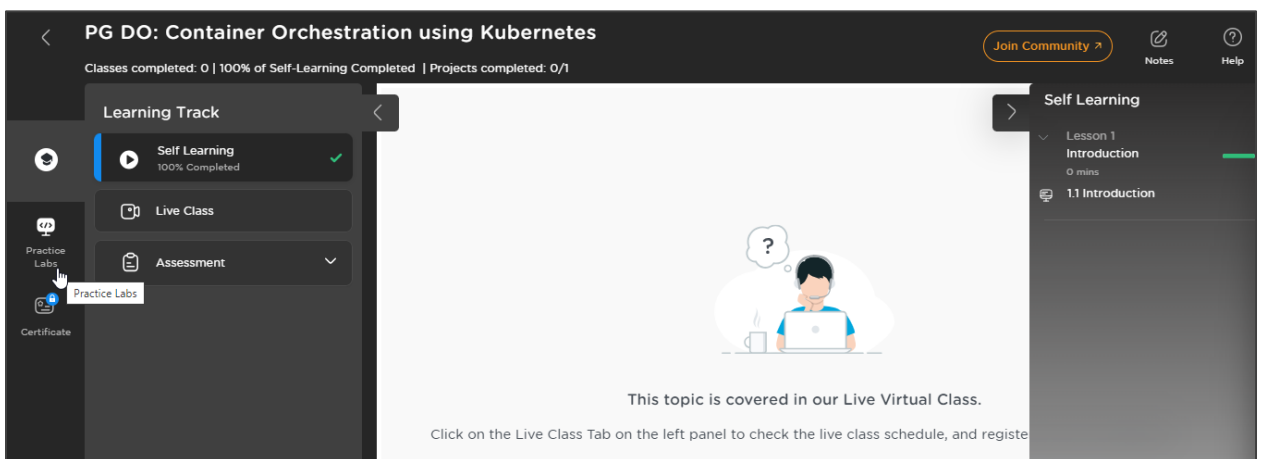 PG DO: Container Orchestration using Kubernetes
Classes completed: 0 | 100% of Self-Learning Completed | Projects completed: 0/1
Join Community ↗
Notes
Help
Practice
Labs
Practice Labs
Certificate
Learning Track
Self Learning
100% Completed
Live Class
Assessment
?
This topic is covered in our Live Virtual Class.
Click on the Live Class Tab on the left panel to check the live class schedule, and registe
Self Learning
Lesson 1
Introduction
0 mins
1.1 Introduction